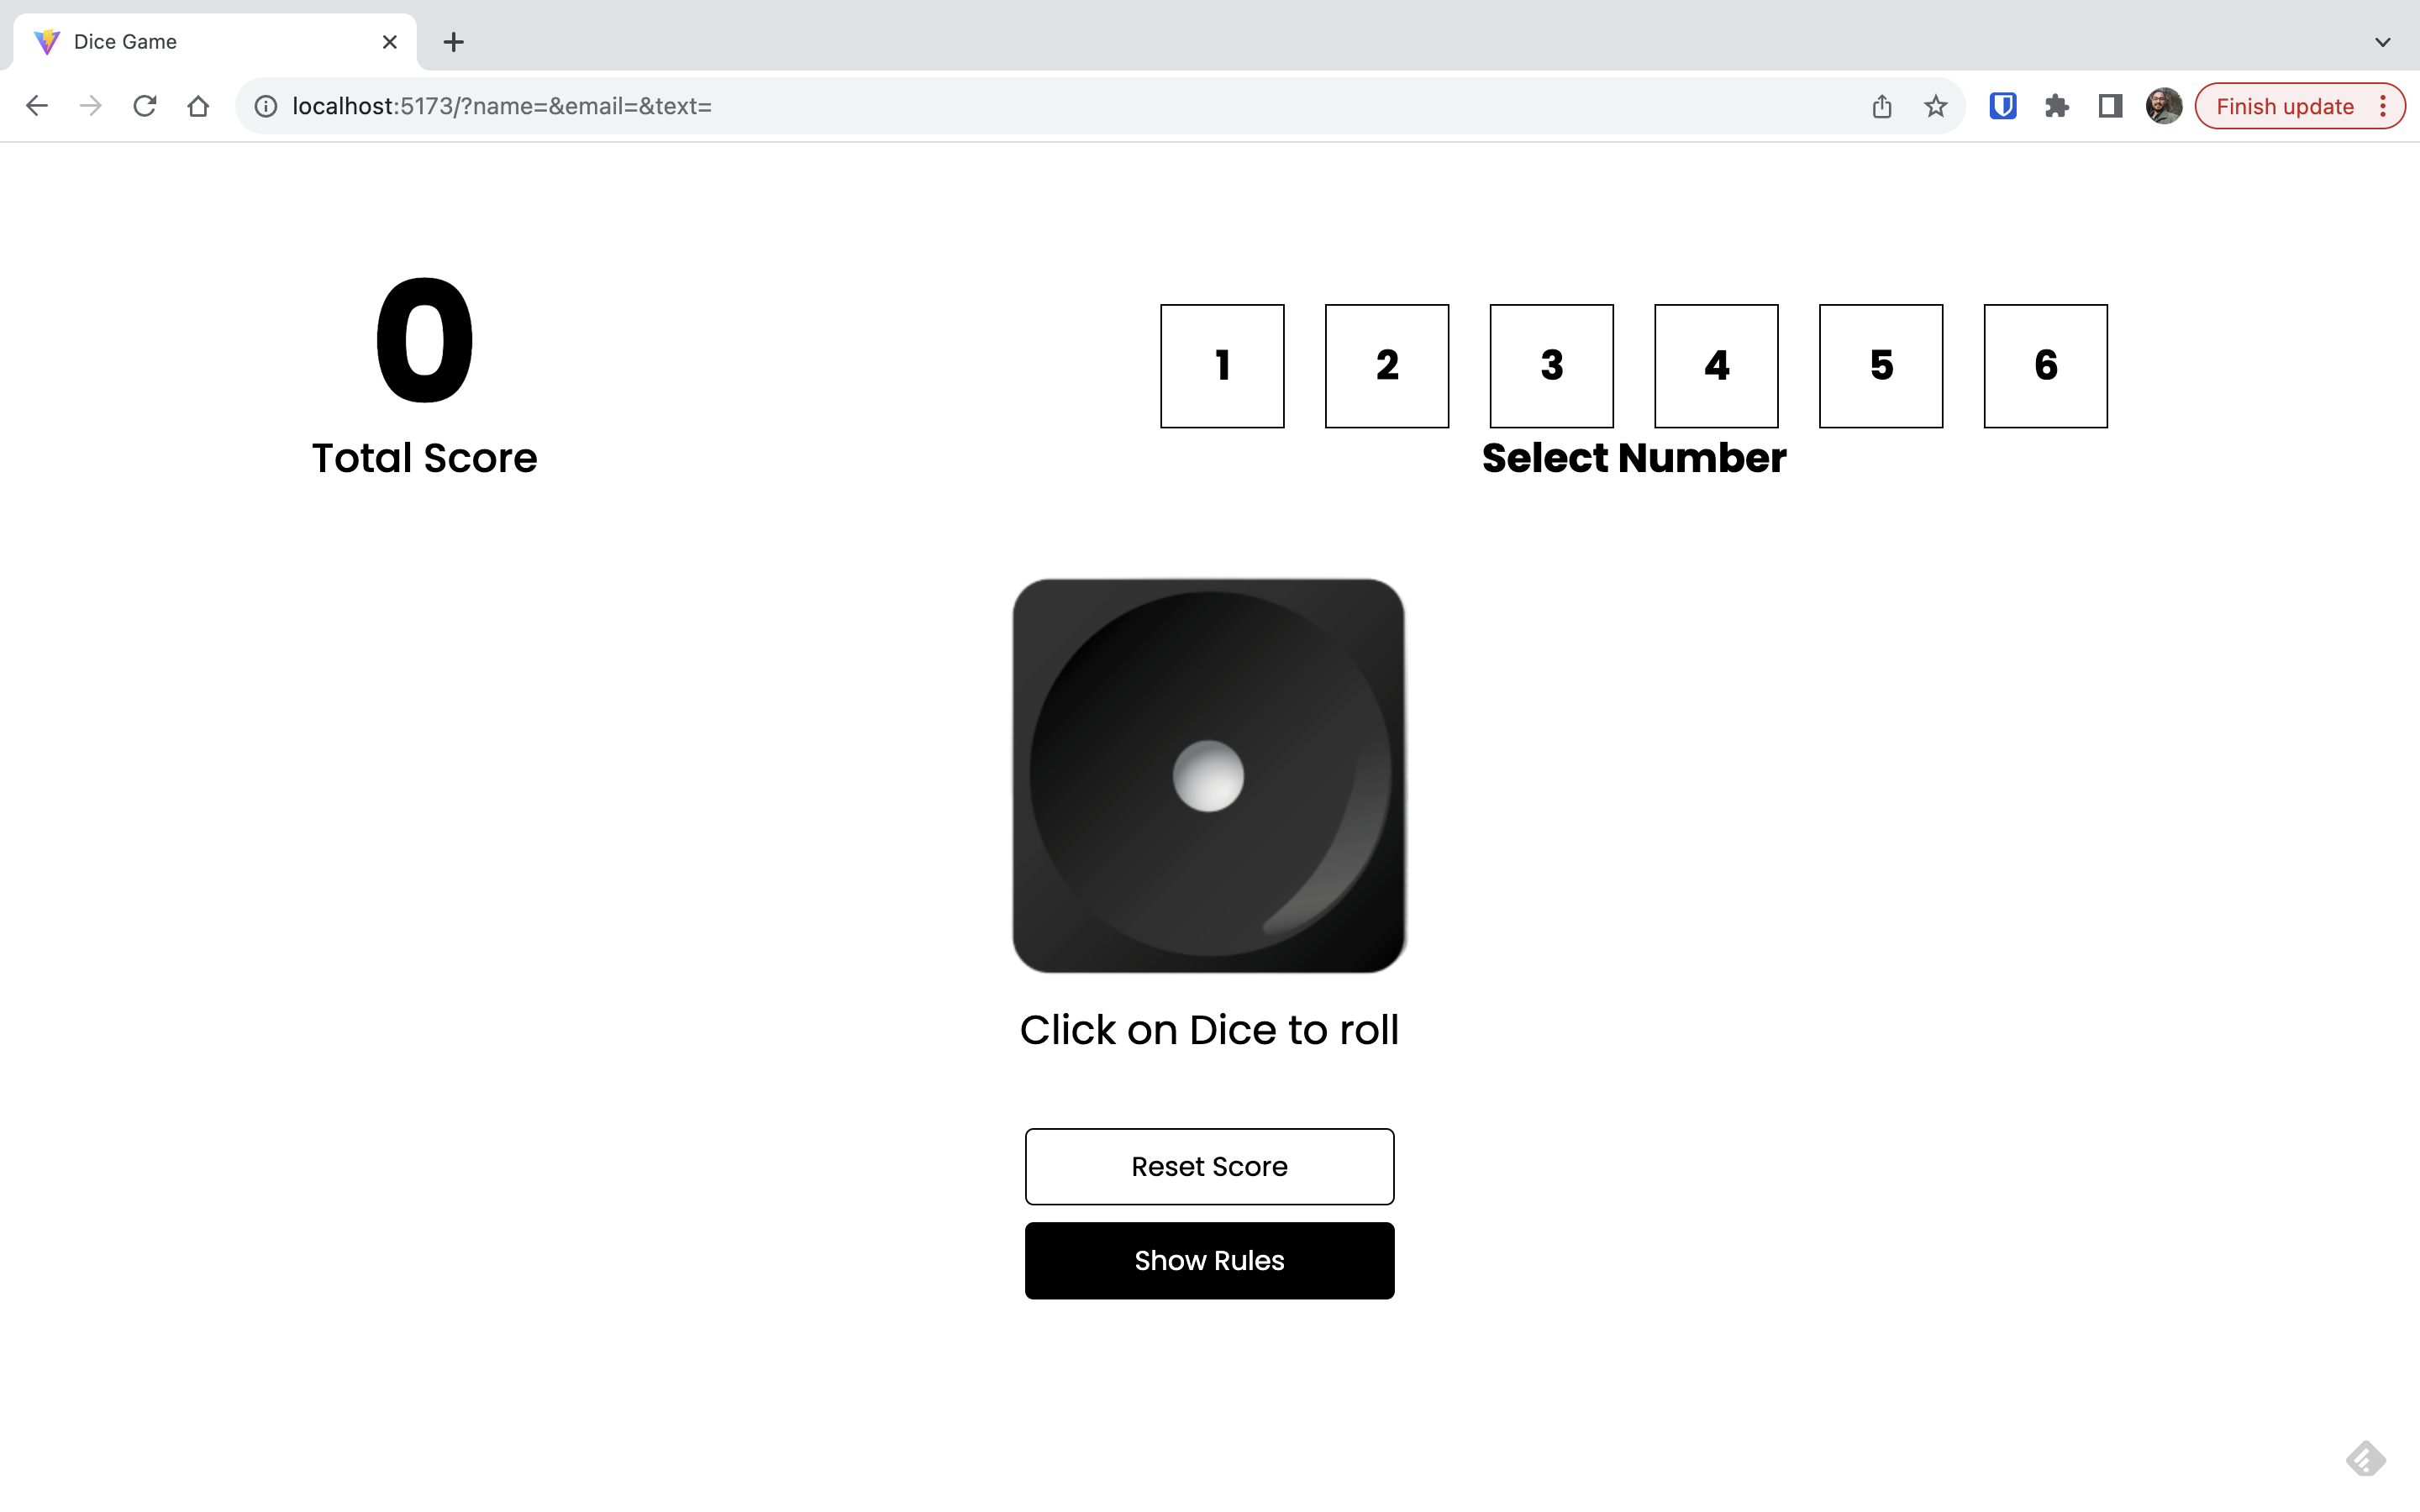 Dice Game
localhost:5173/?name=&email=&text=
Finish update
0
Total Score
1 2 3 4 5 6
Select Number
Click on Dice to roll
Reset Score
Show Rules